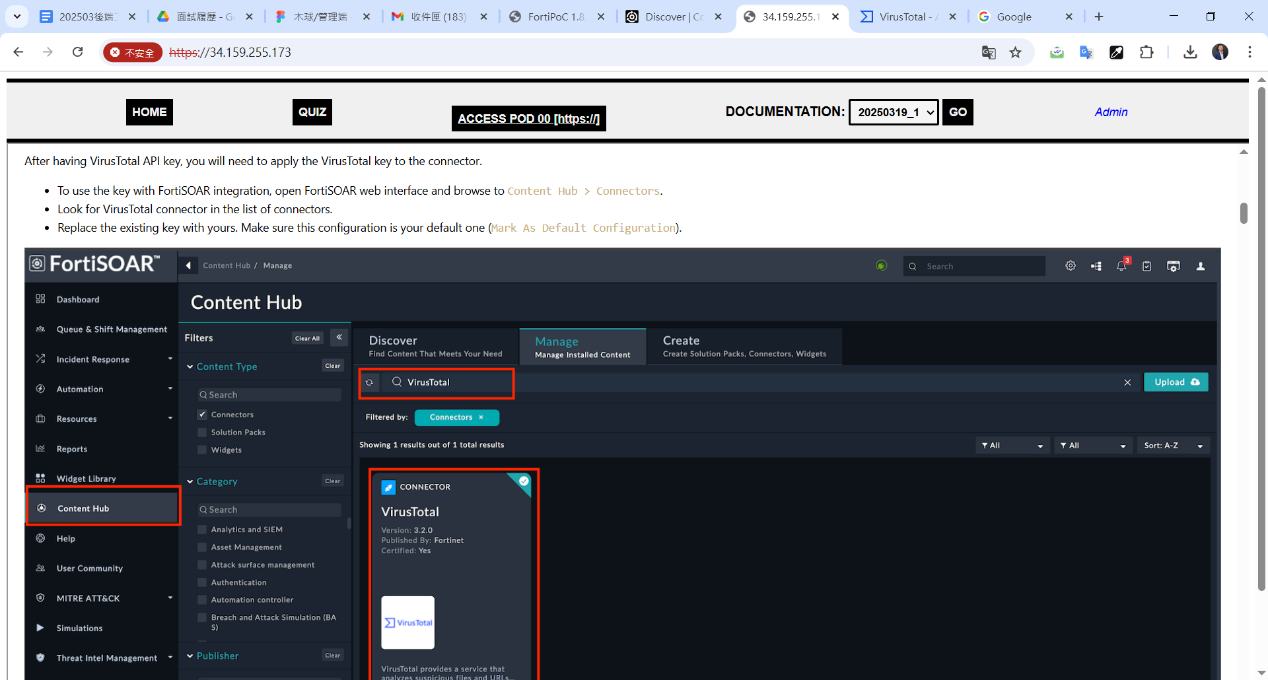 202503後端
面試履歷 - G
木球/管理端
收件匣 (183)
FortiPoC 1.8.
Discover | C
34.159.255.1
VirusTotal - A
Google
不安全
https://34.159.255.173
HOME
QUIZ
ACCESS POD 00 [https://]
DOCUMENTATION: 20250319_1 GO
Admin
After having VirusTotal API key, you will need to apply the VirusTotal key to the connector.
• To use the key with FortiSOAR integration, open FortiSOAR web interface and browse to Content Hub > Connectors.
• Look for VirusTotal connector in the list of connectors.
• Replace the existing key with yours. Make sure this configuration is your default one (Mark As Default Configuration).
FortiSOAR™
Content Hub / Manage
Search
3
Dashboard
Queue & Shift Management
Incident Response
Automation
Resources
Reports
Widget Library
Content Hub
Help
User Community
MITRE ATT&CK
Simulations
Threat Intel Management
Content Hub
Filters
Clear All
Content Type
Clear
Search
Connectors
Solution Packs
Widgets
Category
Clear
Search
Analytics and SIEM
Asset Management
Attack surface management
Authentication
Automation controller
Breach and Attack Simulation (BA
S)
Publisher
Clear
Discover
Find Content That Meets Your Need
Manage
Manage Installed Content
Create
Create Solution Packs, Connectors, Widgets
VirusTotal
Upload
Filtered by: Connectors ×
Showing 1 results out of 1 total results
All
All
Sort: A-Z
CONNECTOR
VirusTotal
Version: 3.2.0
Published By: Fortinet
Certified: Yes
VirusTotal
VirusTotal provides a service that
analyzes suspicious files and URLs...